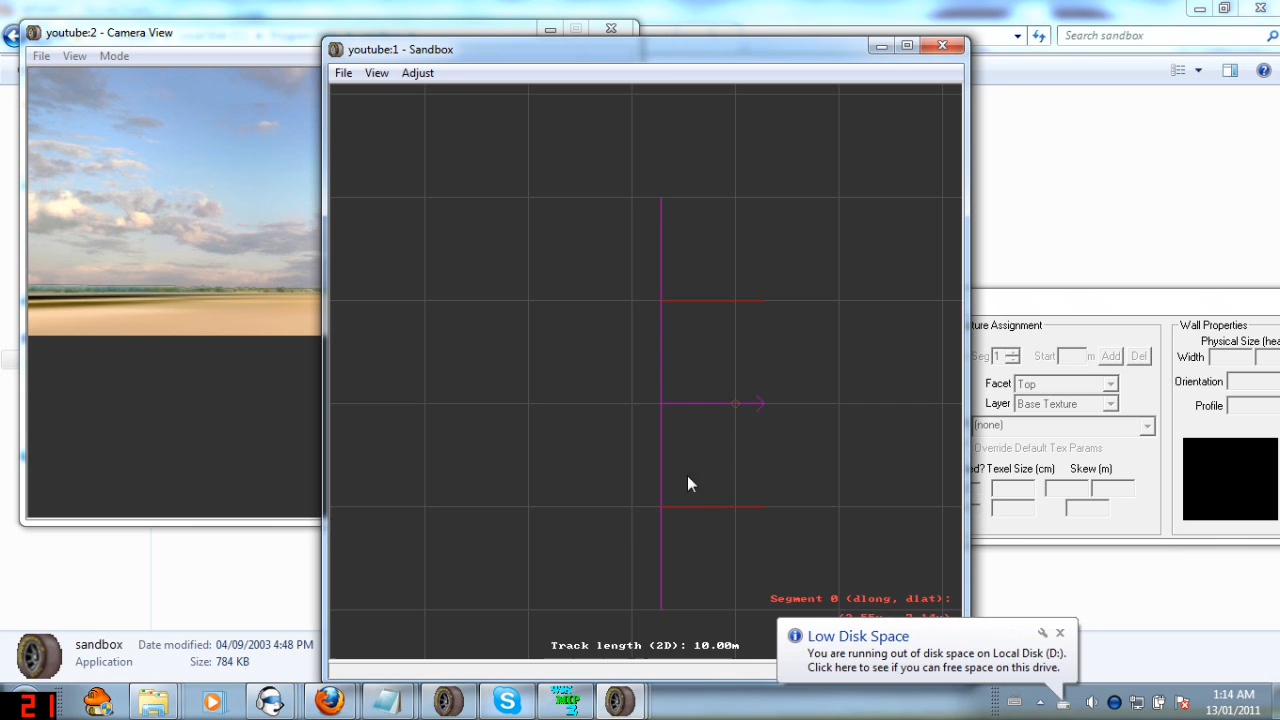 youtube:2 - Camera View
File View Mode
youtube:1 - Sandbox
File View Adjust
Search sandbox
Segment 0 (dlong, dlat):
Track length (2D): 10.00m
ture Assignment
Seg 1 Start m Add Del
Facet Top
Layer Base Texture
(none)
Override Default Tex Params
ed? Texel Size (cm) Skew (m)
Wall Properties
Physical Size (hea
Width
Orientation
Profile
Low Disk Space
You are running out of disk space on Local Disk (D:).
Click here to see if you can free space on this drive.
sandbox Date modified: 04/09/2003 4:48 PM
Application Size: 784 KB
21
MIP
3
1:14 AM
13/01/2011